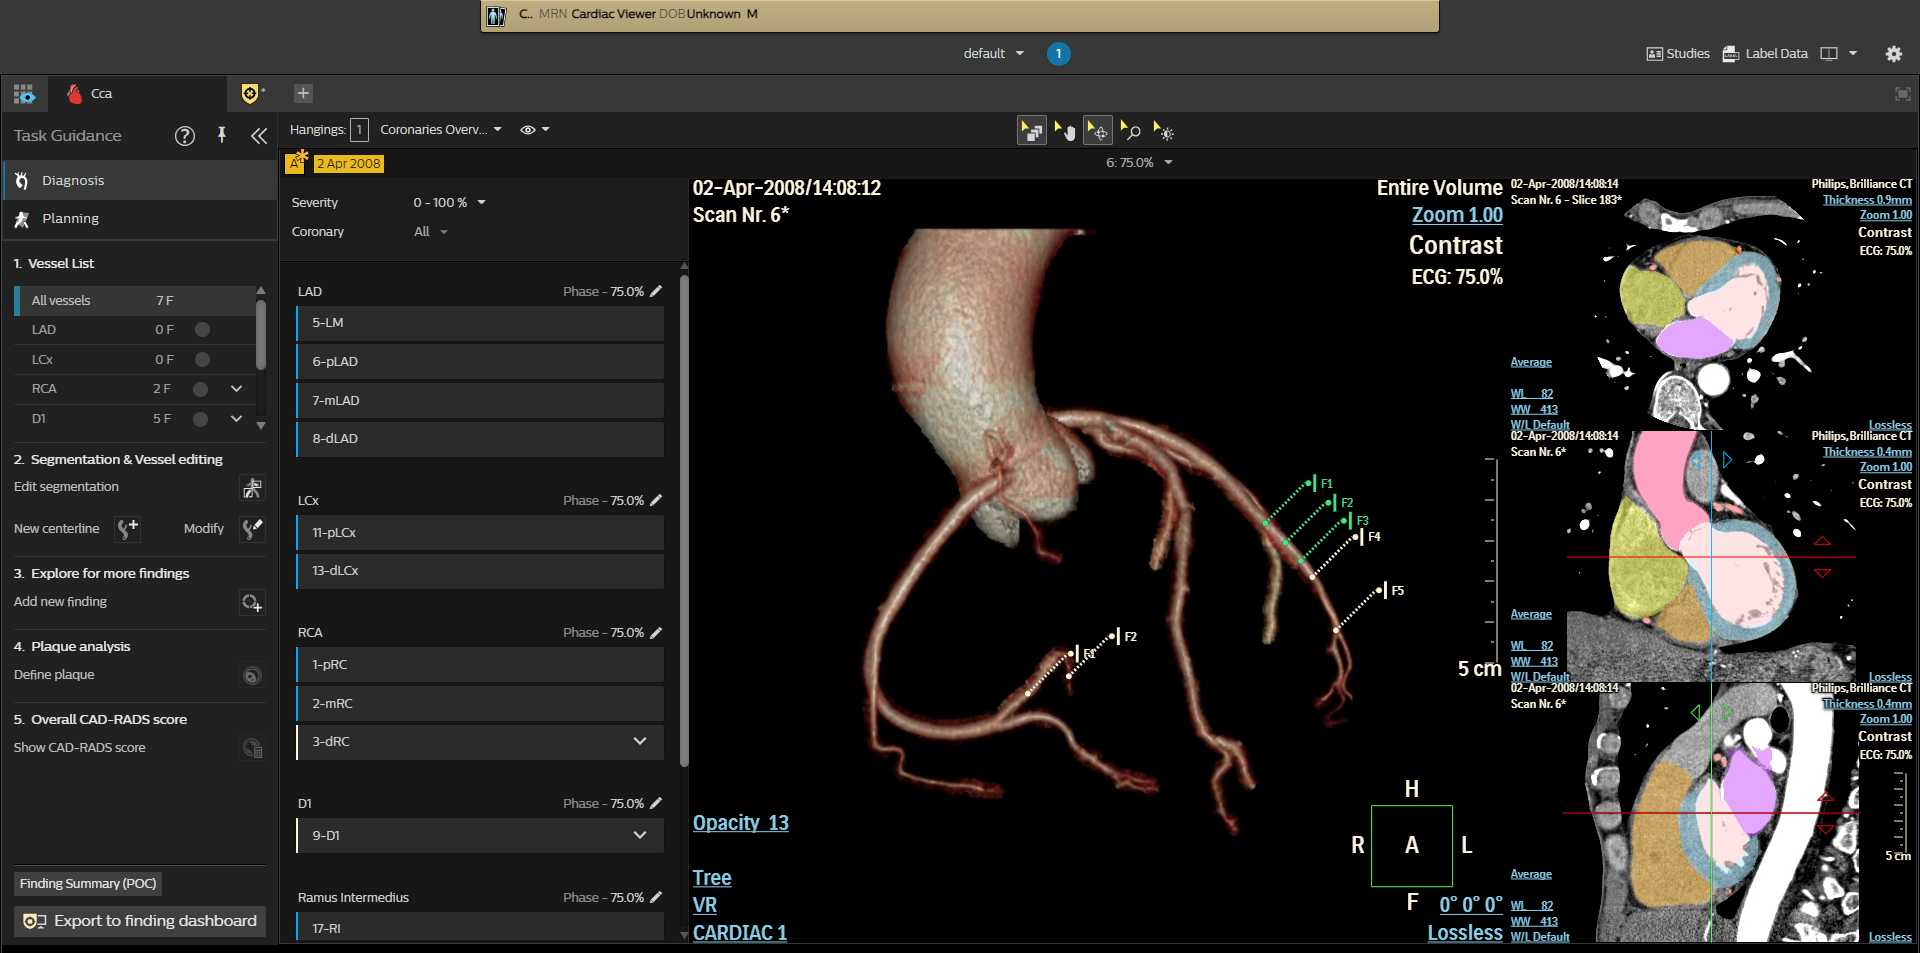 C.. MRN Cardiac Viewer DOB Unknown M
default 1
Studies Label Data
Cca
Task Guidance
Hangings: 1 Coronaries Overv...
A 2 Apr 2008
6: 75.0%
Diagnosis
Planning
1. Vessel List
All vessels 7 F
LAD 0 F
LCx 0 F
RCA 2 F
D1 5 F
2. Segmentation & Vessel editing
Edit segmentation
New centerline Modify
3. Explore for more findings
Add new finding
4. Plaque analysis
Define plaque
5. Overall CAD-RADS score
Show CAD-RADS score
Finding Summary (POC)
Export to finding dashboard
Severity 0 - 100 %
Coronary All
LAD Phase - 75.0%
5-LM
6-pLAD
7-mLAD
8-dLAD
LCx Phase - 75.0%
11-pLCx
13-dLCx
RCA Phase - 75.0%
1-pRC
2-mRC
3-dRC
D1 Phase - 75.0%
9-D1
Ramus Intermedius Phase - 75.0%
17-RI
02-Apr-2008/14:08:12
Scan Nr. 6*
Entire Volume
Zoom 1.00
Contrast
ECG: 75.0%
F1
F2
F3
F4
F5
F1
F2
5 cm
Opacity 13
Tree
VR
CARDIAC 1
H
R A L
F
0° 0° 0°
Lossless
02-Apr-2008/14:08:14
Scan Nr. 6 - Slice 183*
Philips, Brilliance CT
Thickness 0.9mm
Zoom 1.00
Contrast
ECG: 75.0%
Average
WL 82
WW 413
W/L Default
Lossless
02-Apr-2008/14:08:14
Scan Nr. 6*
Philips, Brilliance CT
Thickness 0.4mm
Zoom 1.00
Contrast
ECG: 75.0%
Average
WL 82
WW 413
W/L Default
Lossless
02-Apr-2008/14:08:14
Scan Nr. 6*
Philips, Brilliance CT
Thickness 0.4mm
Zoom 1.00
Contrast
ECG: 75.0%
5 cm
Average
WL 82
WW 413
W/L Default
Lossless